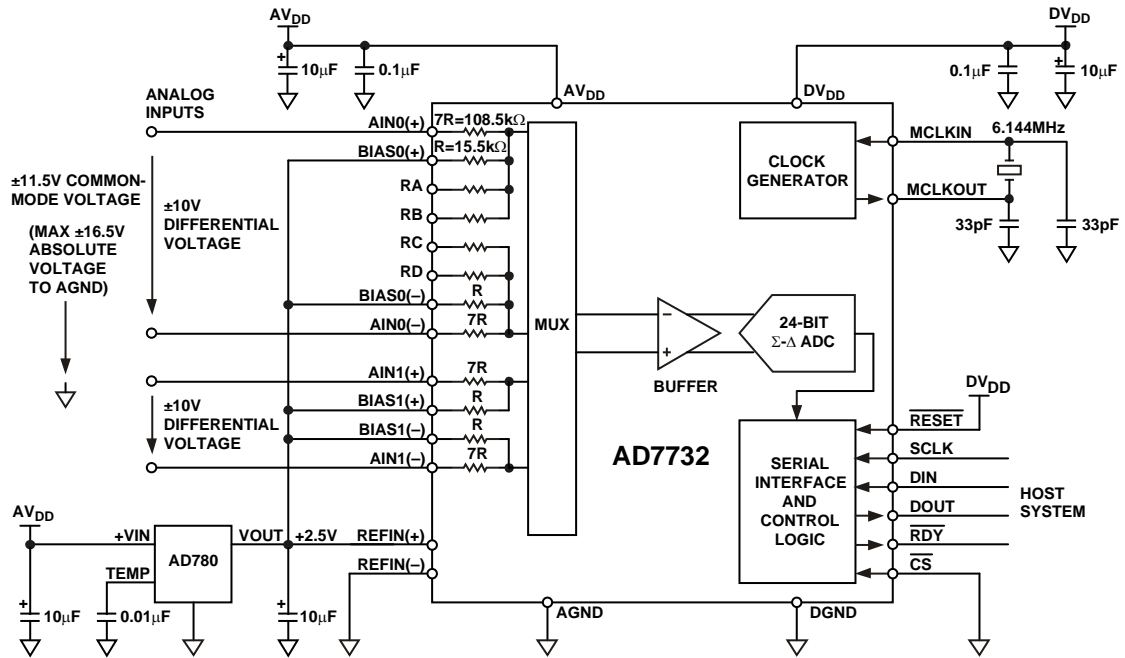 AVDD
10µF
0.1µF
DVDD
0.1µF
10µF
ANALOG
INPUTS
AVDD
DVDD
AIN0(+)
7R=108.5kΩ
BIAS0(+)
R=15.5kΩ
RA
RB
RC
RD
BIAS0(–)
R
AIN0(–)
7R
AIN1(+)
7R
BIAS1(+)
R
BIAS1(–)
R
AIN1(–)
7R
±11.5V COMMON-
MODE VOLTAGE
(MAX ±16.5V
ABSOLUTE
VOLTAGE
TO AGND)
±10V
DIFFERENTIAL
VOLTAGE
±10V
DIFFERENTIAL
VOLTAGE
MUX
BUFFER
24-BIT
Σ-Δ ADC
CLOCK
GENERATOR
MCLKIN
6.144MHz
MCLKOUT
33pF
33pF
AD7732
SERIAL
INTERFACE
AND
CONTROL
LOGIC
DVDD
RESET
SCLK
DIN
DOUT
RDY
CS
HOST
SYSTEM
AVDD
+VIN
TEMP
AD780
VOUT
+2.5V
REFIN(+)
REFIN(–)
10µF
0.01µF
10µF
AGND
DGND
+
+
+
+
–
+